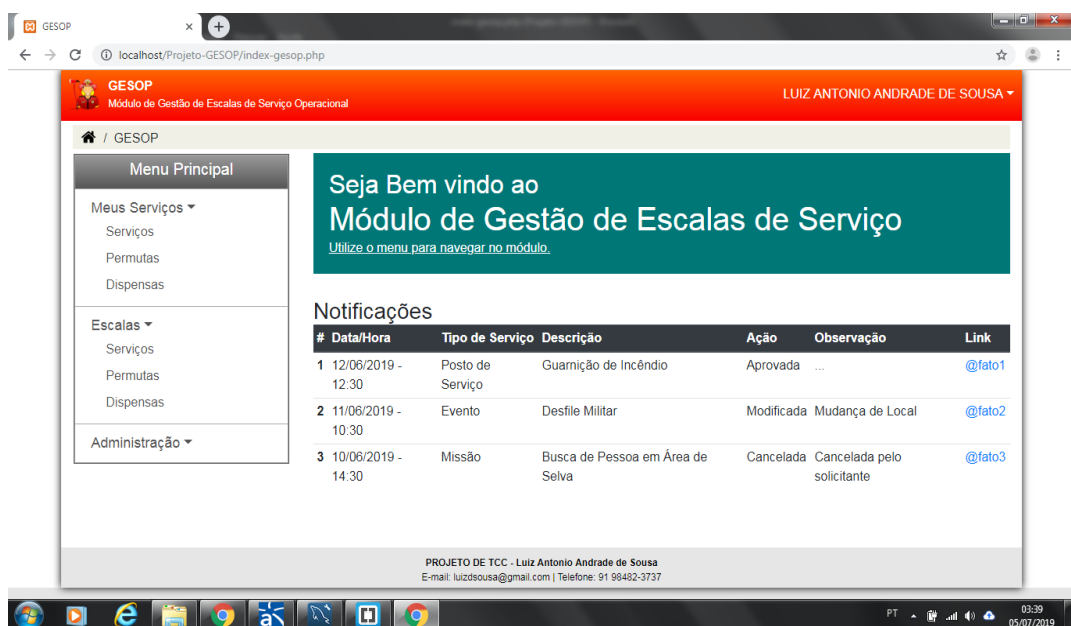 GESOP
localhost/Projeto-GESOP/index-gesop.php
GESOP
Módulo de Gestão de Escalas de Serviço Operacional
LUIZ ANTONIO ANDRADE DE SOUSA
/ GESOP
Menu Principal
Meus Serviços
Serviços
Permutas
Dispensas
Escalas
Serviços
Permutas
Dispensas
Administração
Seja Bem vindo ao
Módulo de Gestão de Escalas de Serviço
Utilize o menu para navegar no módulo.
Notificações
# Data/Hora Tipo de Serviço Descrição Ação Observação Link
1 12/06/2019 - 12:30 Posto de Serviço Guarnição de Incêndio Aprovada ... @fato1
2 11/06/2019 - 10:30 Evento Desfile Militar Modificada Mudança de Local @fato2
3 10/06/2019 - 14:30 Missão Busca de Pessoa em Área de Selva Cancelada Cancelada pelo solicitante @fato3
PROJETO DE TCC - Luiz Antonio Andrade de Sousa
E-mail: luizdsousa@gmail.com | Telefone: 91 98482-3737
PT
03:39
05/07/2019